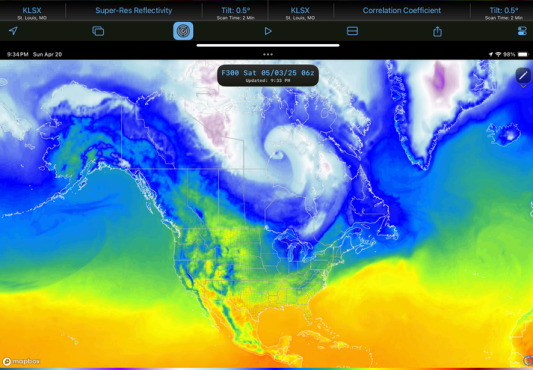 KLSX
St. Louis, MO
Super-Res Reflectivity
Tilt: 0.5°
Scan Time: 2 Min
KLSX
St. Louis, MO
Correlation Coefficient
Tilt: 0.5°
Scan Time: 2 Min
9:34PM Sun Apr 20
98%
F300 Sat 05/03/25 06z
Updated: 9:33 PM
mapbox